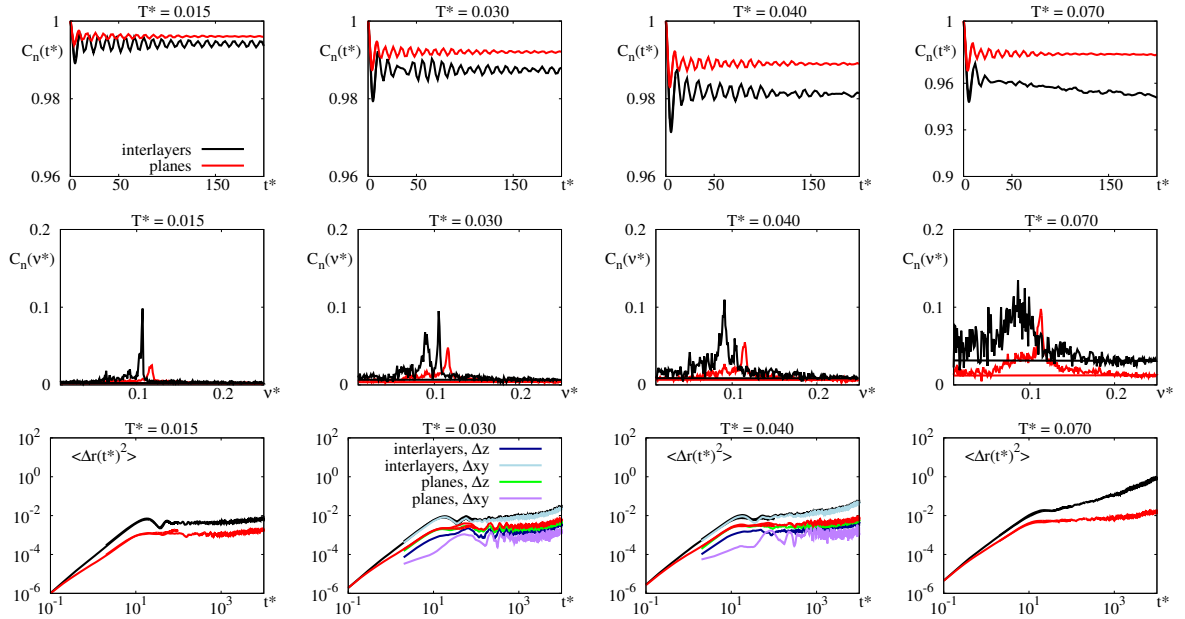 T* = 0.015 T* = 0.030 T* = 0.040 T* = 0.070
1 1 1 1
Cn(t*) Cn(t*) Cn(t*) Cn(t*)
0.98 0.98 0.98 0.96
0.93
interlayers
planes
0.96 0.96 0.96 0.9
0 50 150 t* 0 50 150 t* 0 50 150 t* 0 50 150 t*
T* = 0.015 T* = 0.030 T* = 0.040 T* = 0.070
0.2 0.2 0.2 0.2
Cn(ν*) Cn(ν*) Cn(ν*) Cn(ν*)
0.1 0.1 0.1 0.1
0 0 0 0
0.1 0.2 ν* 0.1 0.2 ν* 0.1 0.2 ν* 0.1 0.2 ν*
T* = 0.015 T* = 0.030 T* = 0.040 T* = 0.070
10^2 10^2 10^2 10^2
<Δr(t*)^2> interlayers, Δz <Δr(t*)^2> <Δr(t*)^2>
interlayers, Δxy
10^0 10^0 10^0 10^0
planes, Δz
planes, Δxy
10^-2 10^-2 10^-2 10^-2
10^-4 10^-4 10^-4 10^-4
10^-6 10^-6 10^-6 10^-6
10^-1 10^1 10^3 t* 10^-1 10^1 10^3 t* 10^-1 10^1 10^3 t* 10^-1 10^1 10^3 t*